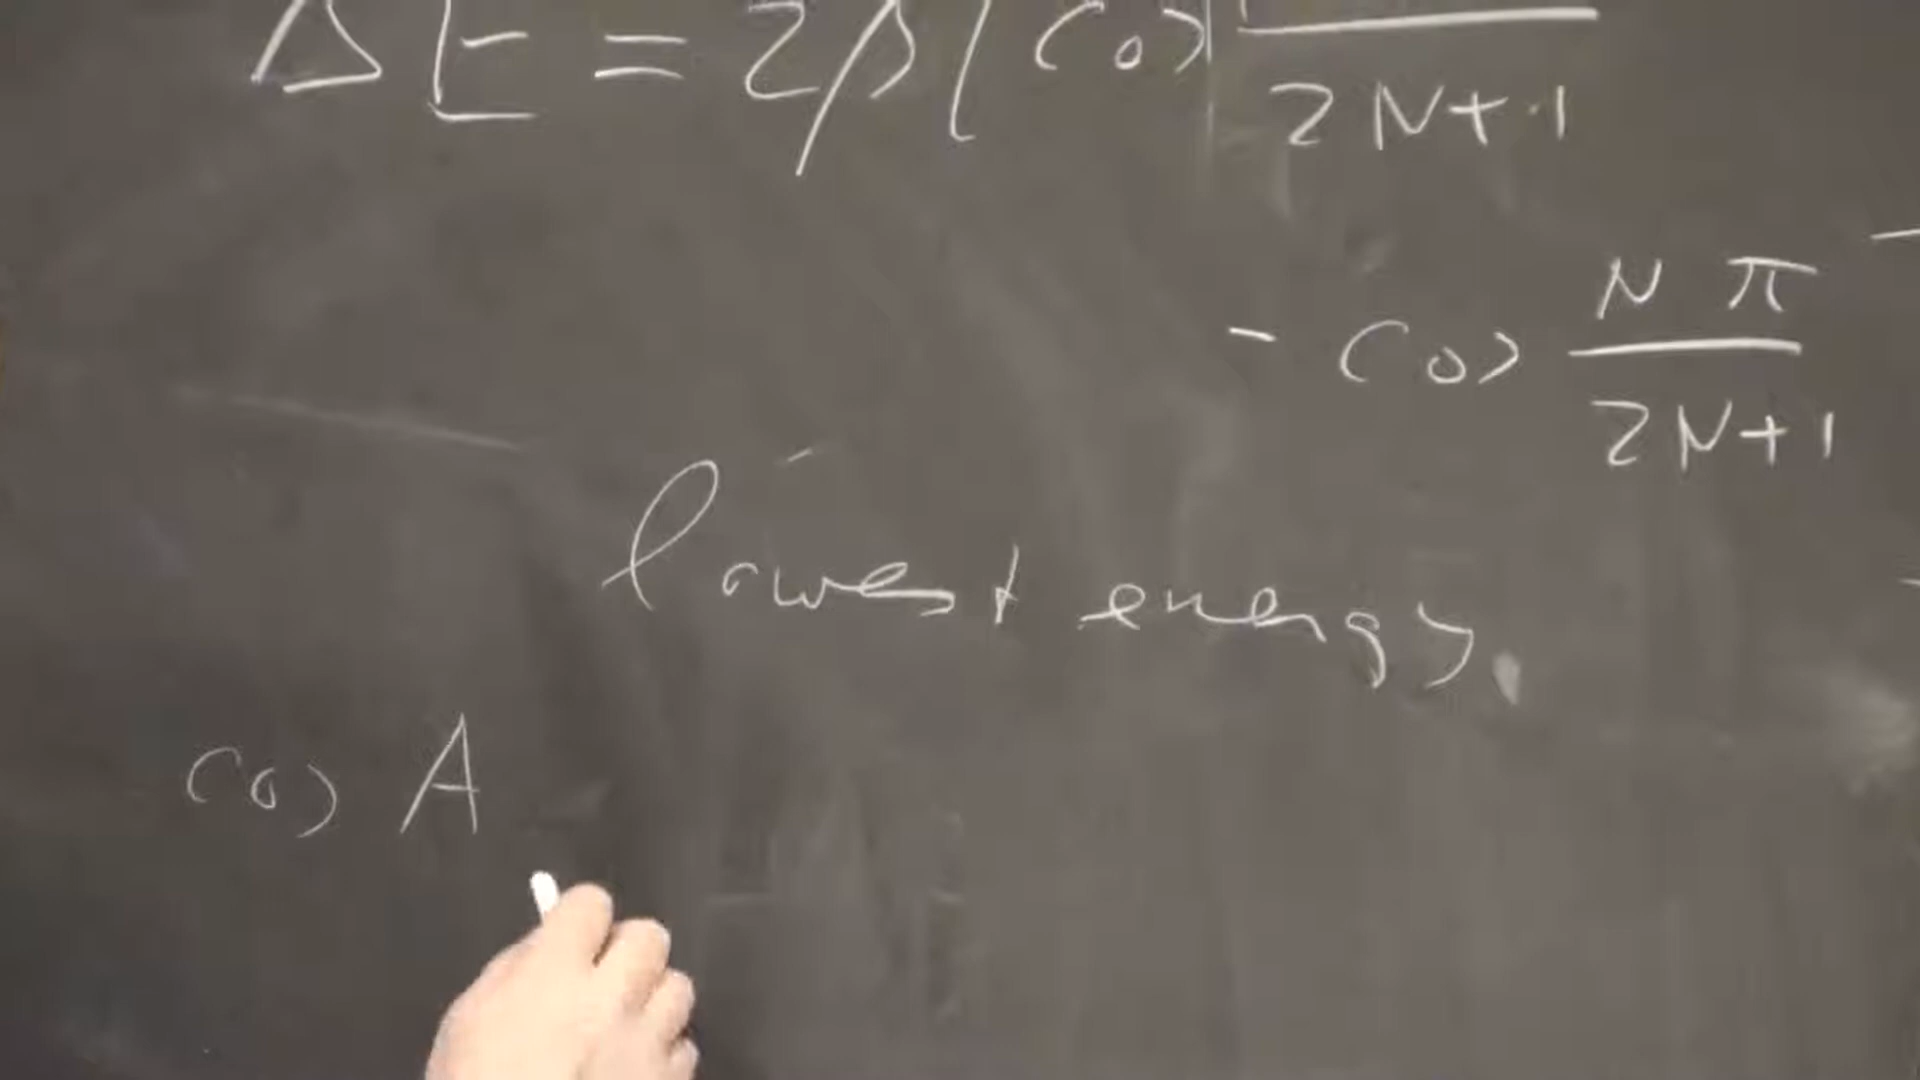 ΔE = 2β ( cos
2N+1
- cos Nπ / 2N+1
lowest energy.
cos A